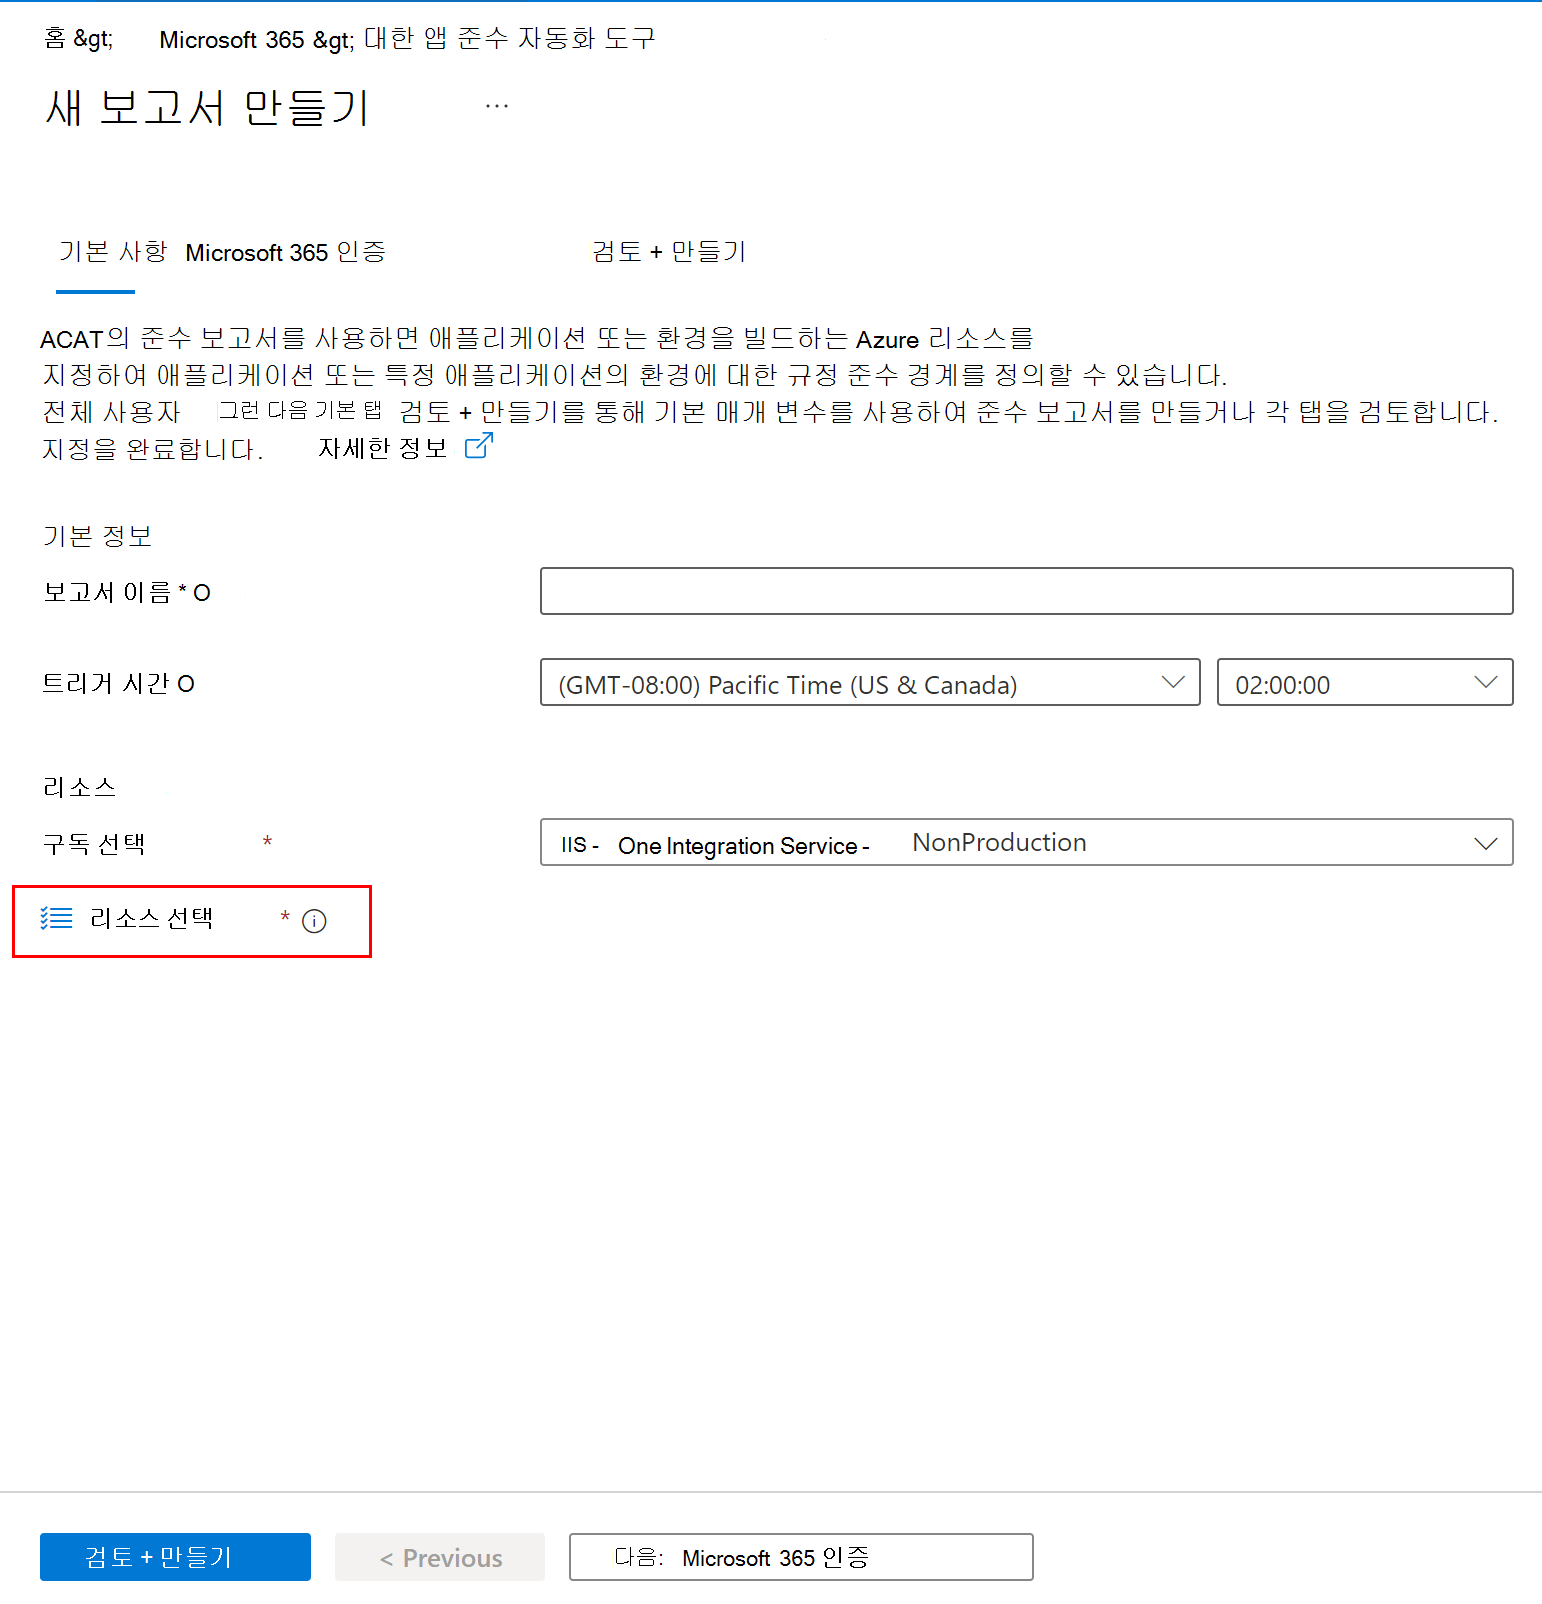 홈 &gt; Microsoft 365 &gt; 대한 앱 준수 자동화 도구
새 보고서 만들기 ...
기본 사항 Microsoft 365 인증 검토 + 만들기
ACAT의 준수 보고서를 사용하면 애플리케이션 또는 환경을 빌드하는 Azure 리소스를
지정하여 애플리케이션 또는 특정 애플리케이션의 환경에 대한 규정 준수 경계를 정의할 수 있습니다.
전체 사용자 그런 다음 기본 탭 검토 + 만들기를 통해 기본 매개 변수를 사용하여 준수 보고서를 만들거나 각 탭을 검토합니다.
지정을 완료합니다. 자세한 정보
기본 정보
보고서 이름 * O
트리거 시간 O (GMT-08:00) Pacific Time (US & Canada) 02:00:00
리소스
구독 선택 * IIS - One Integration Service - NonProduction
리소스 선택 *
검토 + 만들기 < Previous 다음: Microsoft 365 인증